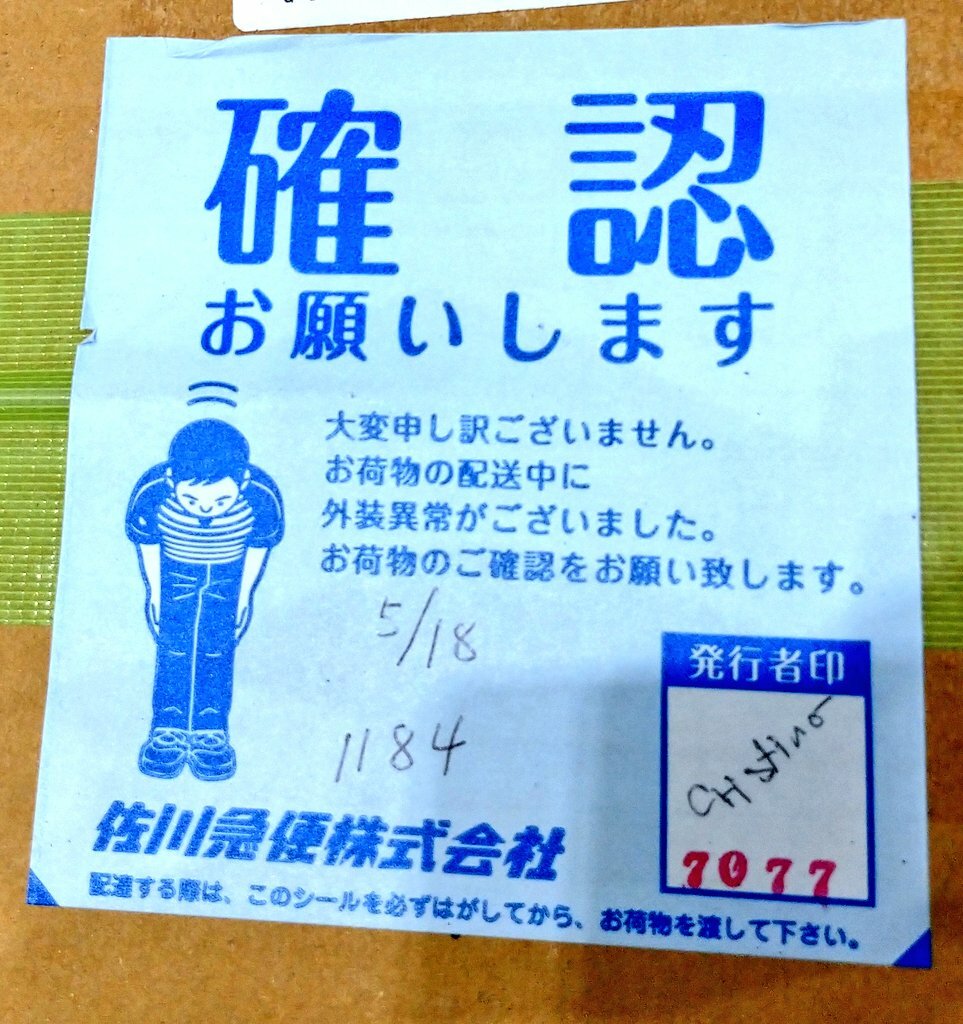 確認
お願いします
大変申し訳ございません。
お荷物の配送中に
外装異常がございました。
お荷物のご確認をお願い致します。
5/18
1184
発行者印
7077
佐川急便株式会社
配達する際は、このシールを必ずはがしてから、お荷物を渡して下さい。